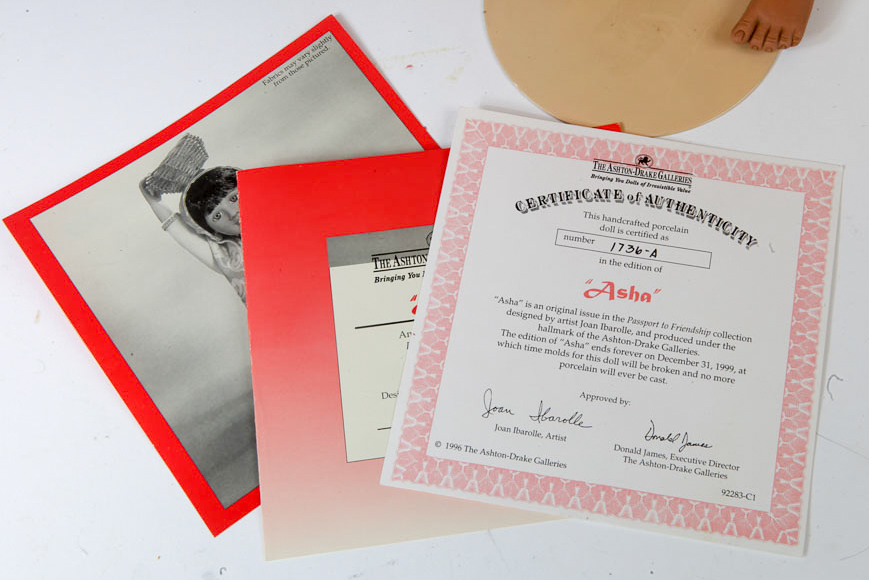 Fabrics may vary slightly
from those pictured.
THE ASHTON
Bringing You
Ar
Des
THE ASHTON-DRAKE GALLERIES
Bringing You Dolls of Irresistible Value
CERTIFICATE of AUTHENTICITY
This handcrafted porcelain
doll is certified as
number 1736-A
in the edition of
"Asha"
"Asha" is an original issue in the Passport to Friendship collection
designed by artist Joan Ibarolle, and produced under the
hallmark of the Ashton-Drake Galleries.
The edition of "Asha" ends forever on December 31, 1999, at
which time molds for this doll will be broken and no more
porcelain will ever be cast.
Approved by:
Joan Ibarolle
Joan Ibarolle, Artist
Donald James
Donald James, Executive Director
The Ashton-Drake Galleries
© 1996 The Ashton-Drake Galleries
92283-C1